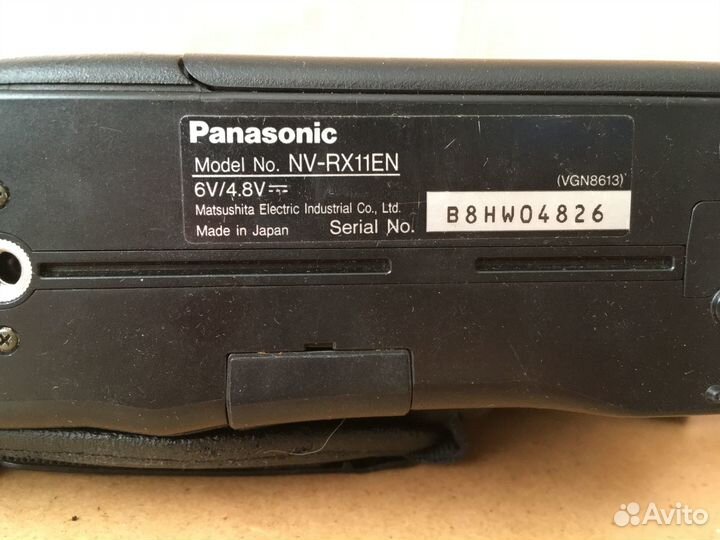 Panasonic
Model No. NV-RX11EN
6V/4.8V⎓ (VGN8613)
Matsushita Electric Industrial Co., Ltd.
Made in Japan Serial No. B8HW04826
Avito